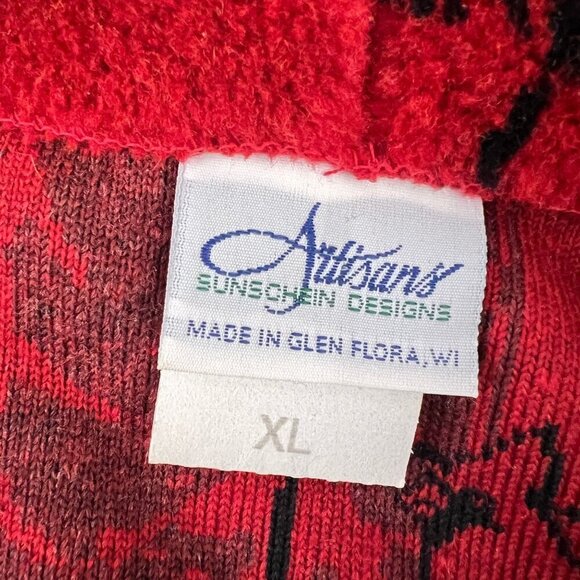 Artisans
SUNSCHEIN DESIGNS
MADE IN GLEN FLORA, WI
XL